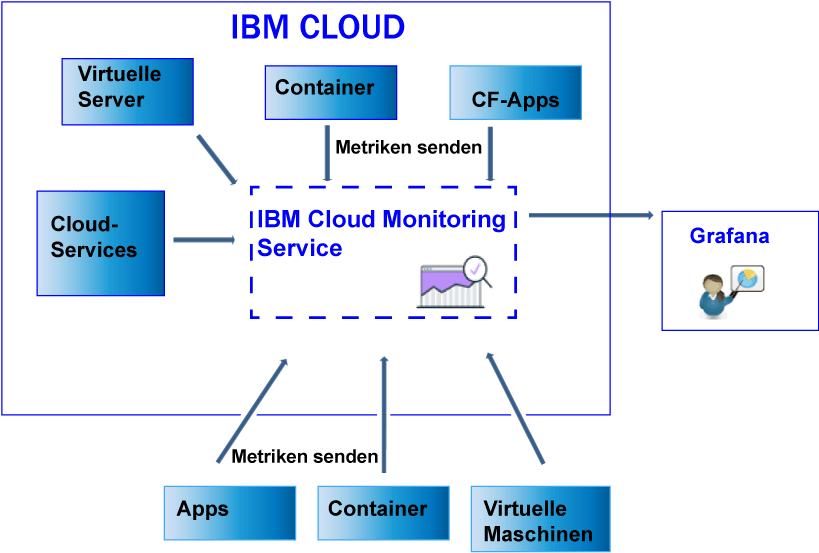 IBM CLOUD
Virtuelle
Server
Container
CF-Apps
Metriken senden
Cloud-
Services
IBM Cloud Monitoring
Service
Grafana
Metriken senden
Apps
Container
Virtuelle
Maschinen